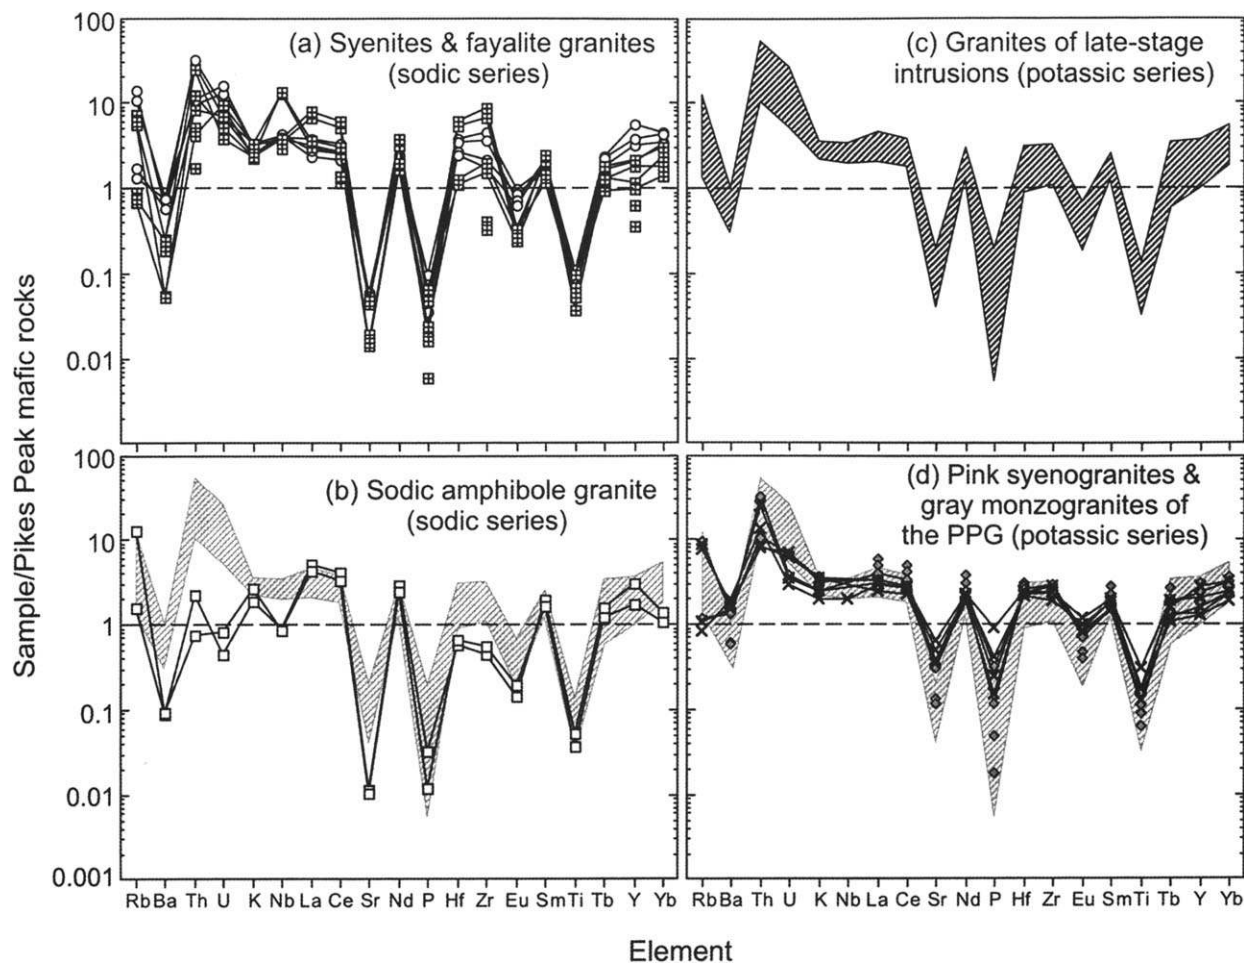 100
10
1
0.1
0.01
(a) Syenites & fayalite granites
(sodic series)
(c) Granites of late-stage
intrusions (potassic series)
100
10
1
0.1
0.01
0.001
(b) Sodic amphibole granite
(sodic series)
(d) Pink syenogranites &
gray monzogranites of
the PPG (potassic series)
Sample/Pikes Peak mafic rocks
Rb Ba Th U K Nb La Ce Sr Nd P Hf Zr Eu Sm Ti Tb Y Yb
Rb Ba Th U K Nb La Ce Sr Nd P Hf Zr Eu Sm Ti Tb Y Yb
Element